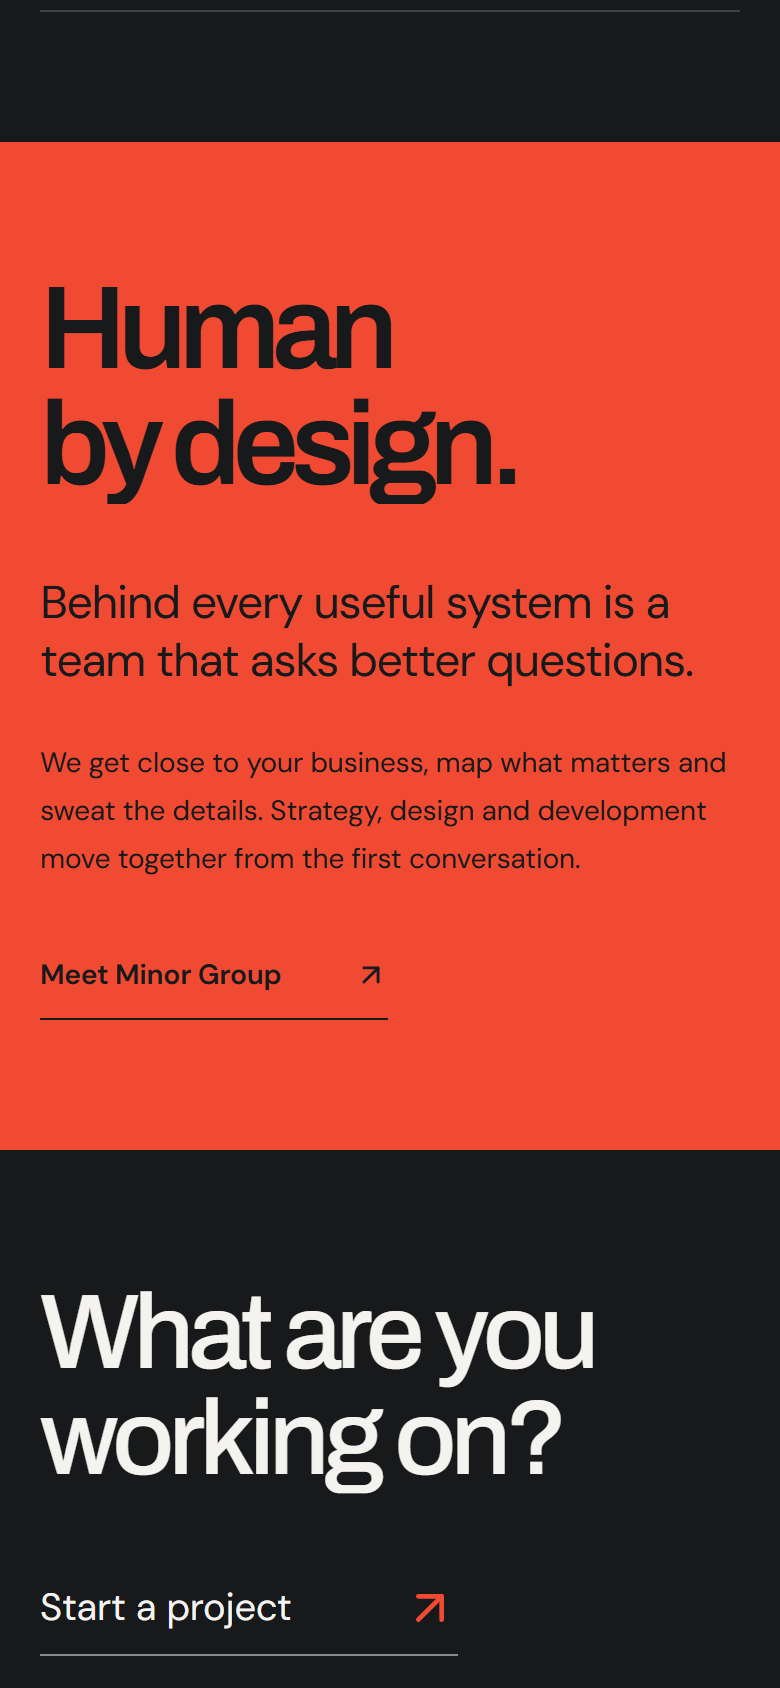 Human
by design.
Behind every useful system is a
team that asks better questions.
We get close to your business, map what matters and
sweat the details. Strategy, design and development
move together from the first conversation.
Meet Minor Group
What are you
working on?
Start a project